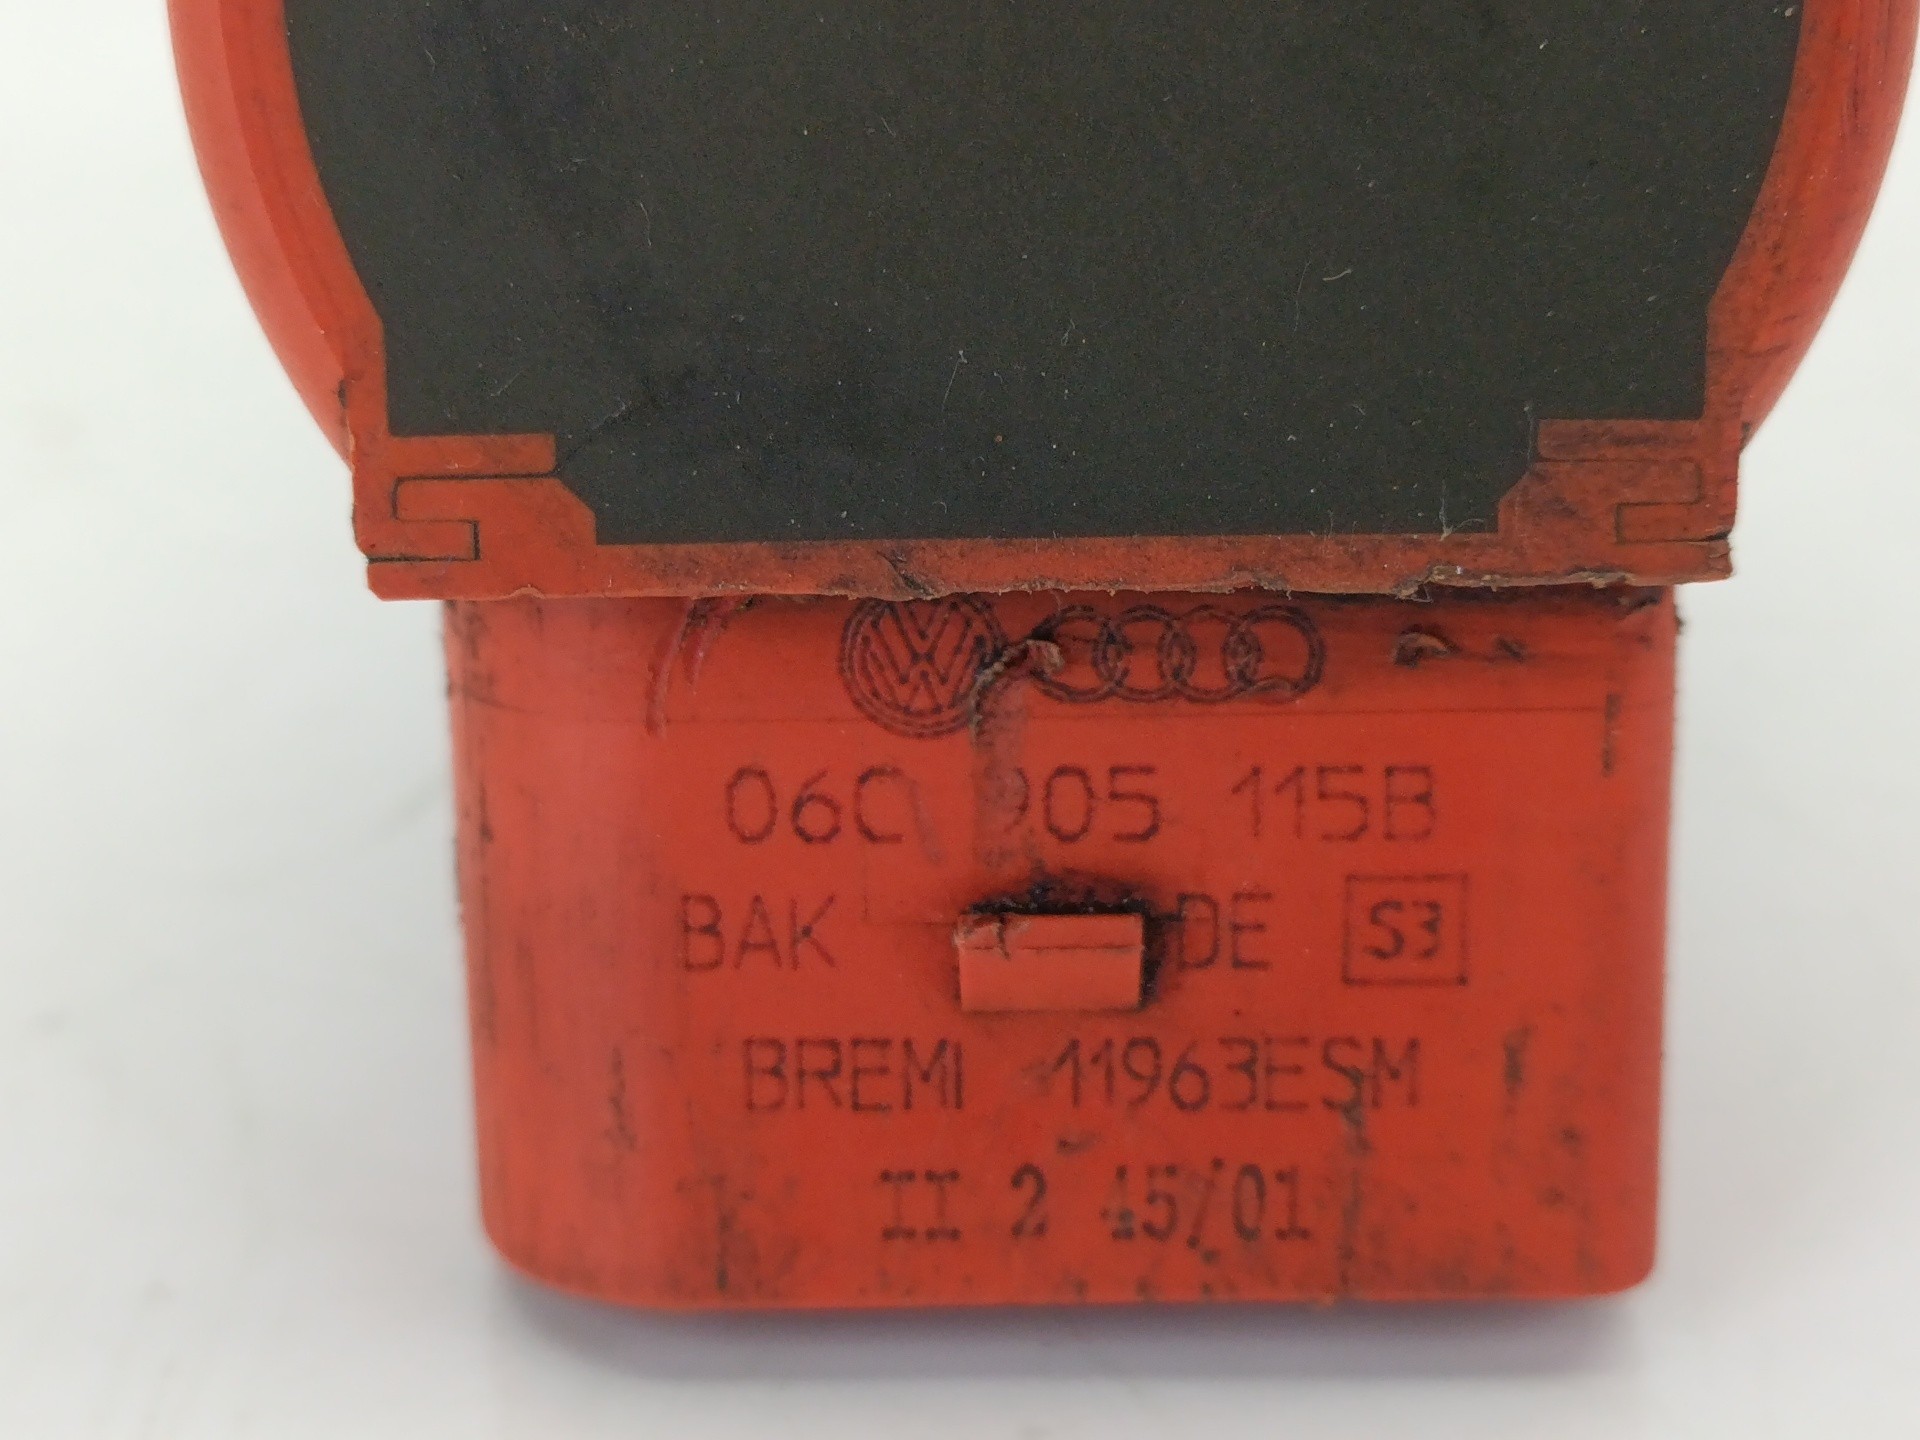 06C 905 115B
BAK DE S3
BREMI 11963ESM
II 2 45/01